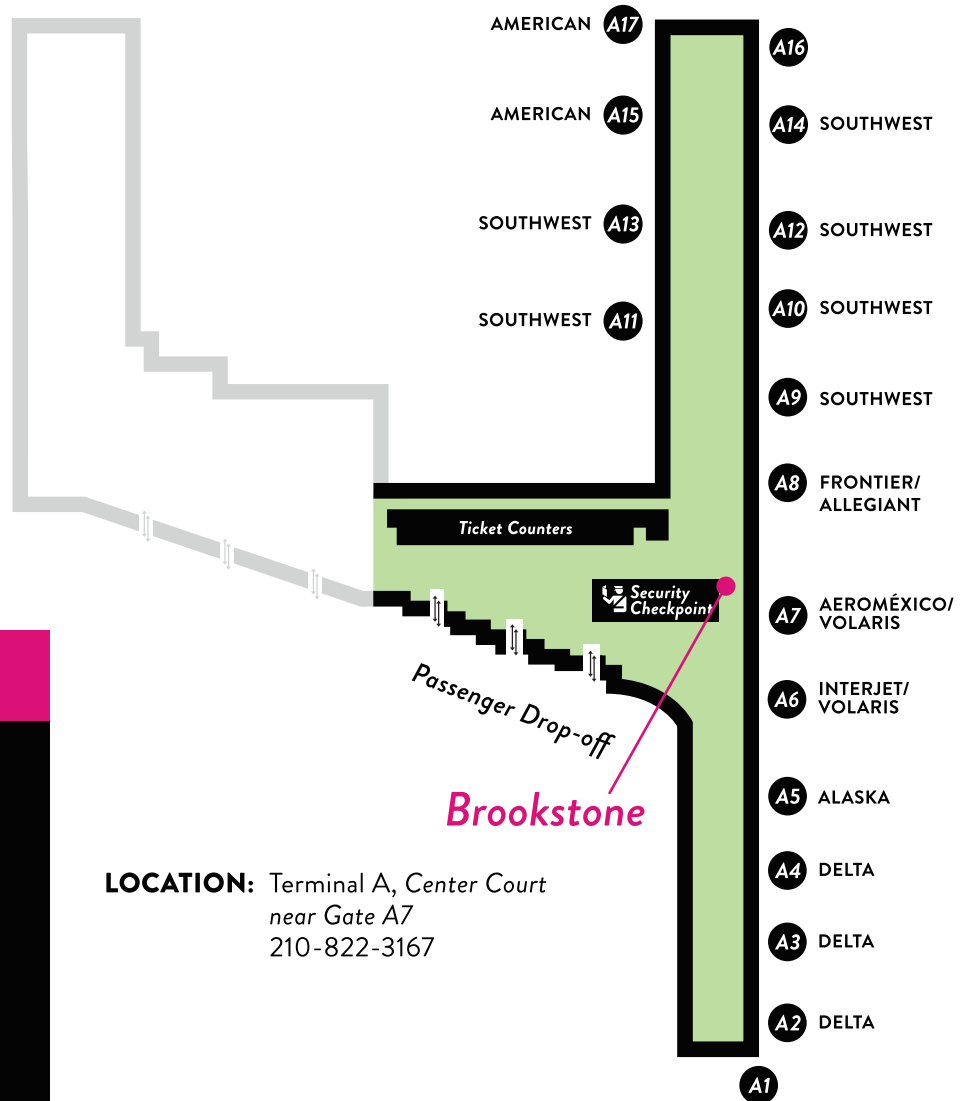 AMERICAN A17
A16
AMERICAN A15
A14 SOUTHWEST
SOUTHWEST A13
A12 SOUTHWEST
A10 SOUTHWEST
SOUTHWEST A11
A9 SOUTHWEST
A8 FRONTIER/
ALLEGIANT
Ticket Counters
Security
Checkpoint
A7 AEROMÉXICO/
VOLARIS
A6 INTERJET/
VOLARIS
Passenger Drop-off
Brookstone
A5 ALASKA
A4 DELTA
LOCATION: Terminal A, Center Court
near Gate A7
210-822-3167
A3 DELTA
A2 DELTA
A1